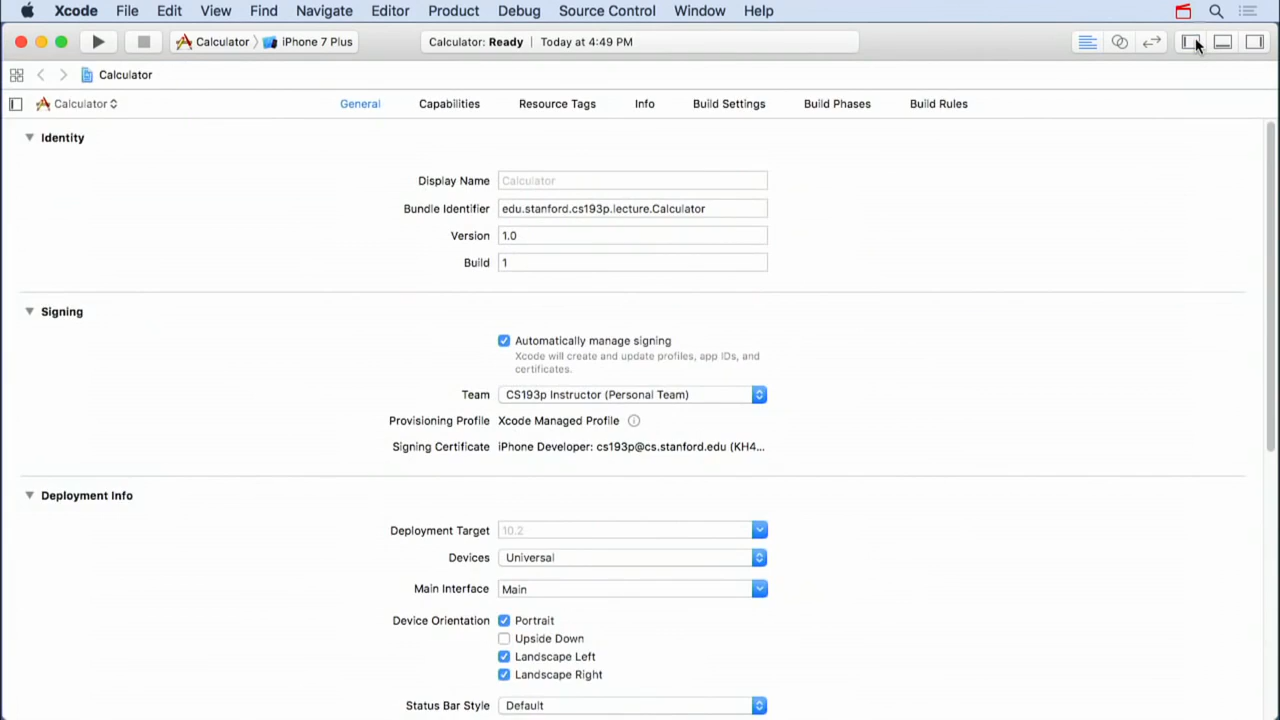 Xcode File Edit View Find Navigate Editor Product Debug Source Control Window Help
Calculator iPhone 7 Plus Calculator: Ready Today at 4:49 PM
Calculator
Calculator General Capabilities Resource Tags Info Build Settings Build Phases Build Rules
Identity
Display Name Calculator
Bundle Identifier edu.stanford.cs193p.lecture.Calculator
Version 1.0
Build 1
Signing
Automatically manage signing
Xcode will create and update profiles, app IDs, and
certificates.
Team CS193p Instructor (Personal Team)
Provisioning Profile Xcode Managed Profile
Signing Certificate iPhone Developer: cs193p@cs.stanford.edu (KH4...
Deployment Info
Deployment Target 10.2
Devices Universal
Main Interface Main
Device Orientation Portrait
Upside Down
Landscape Left
Landscape Right
Status Bar Style Default